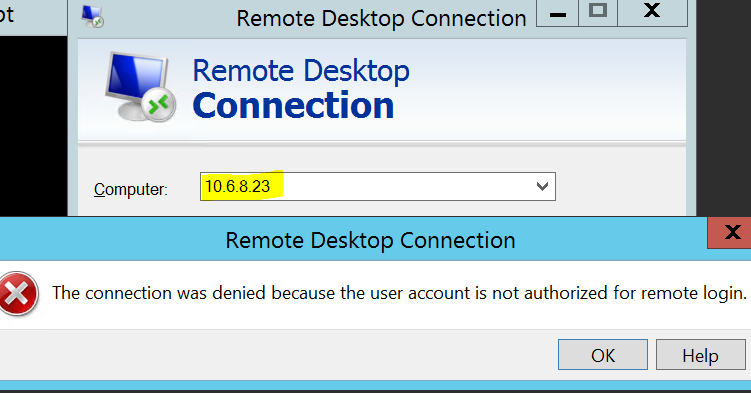 pt
Remote Desktop Connection
Remote Desktop
Connection
Computer: 10.6.8.23
Remote Desktop Connection
The connection was denied because the user account is not authorized for remote login.
OK Help